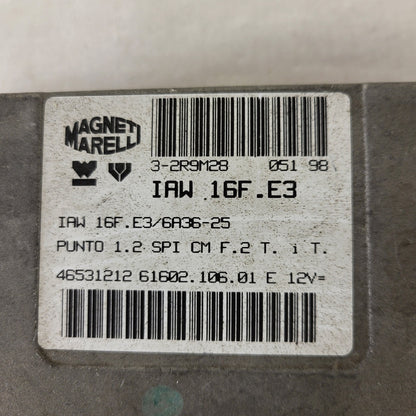 MAGNETI
MARELLI
3-2R9M28 051 98
IAW 16F.E3
IAW 16F.E3/6A36-25
PUNTO 1.2 SPI CM F.2 T. i T.
46531212 61602.106.01 E 12V=